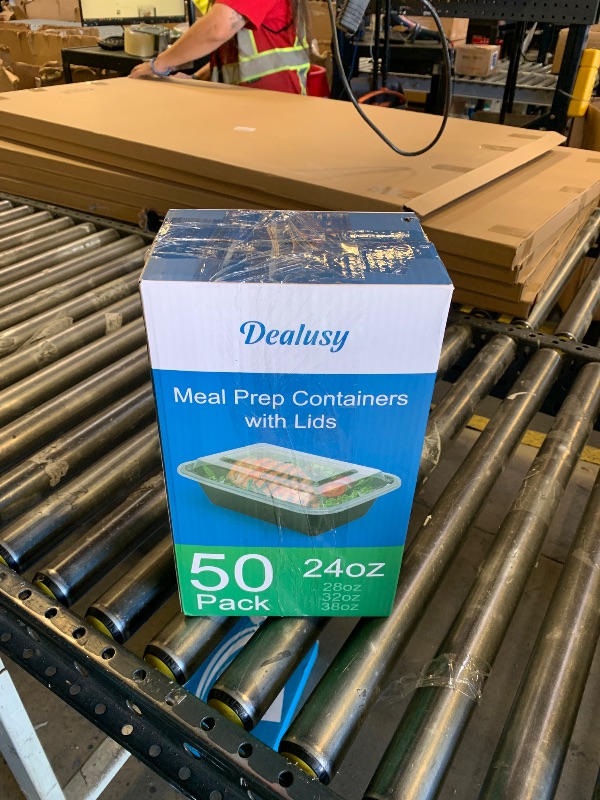 Dealusy
Meal Prep Containers
with Lids
50
Pack
24oz
28oz
32oz
38oz